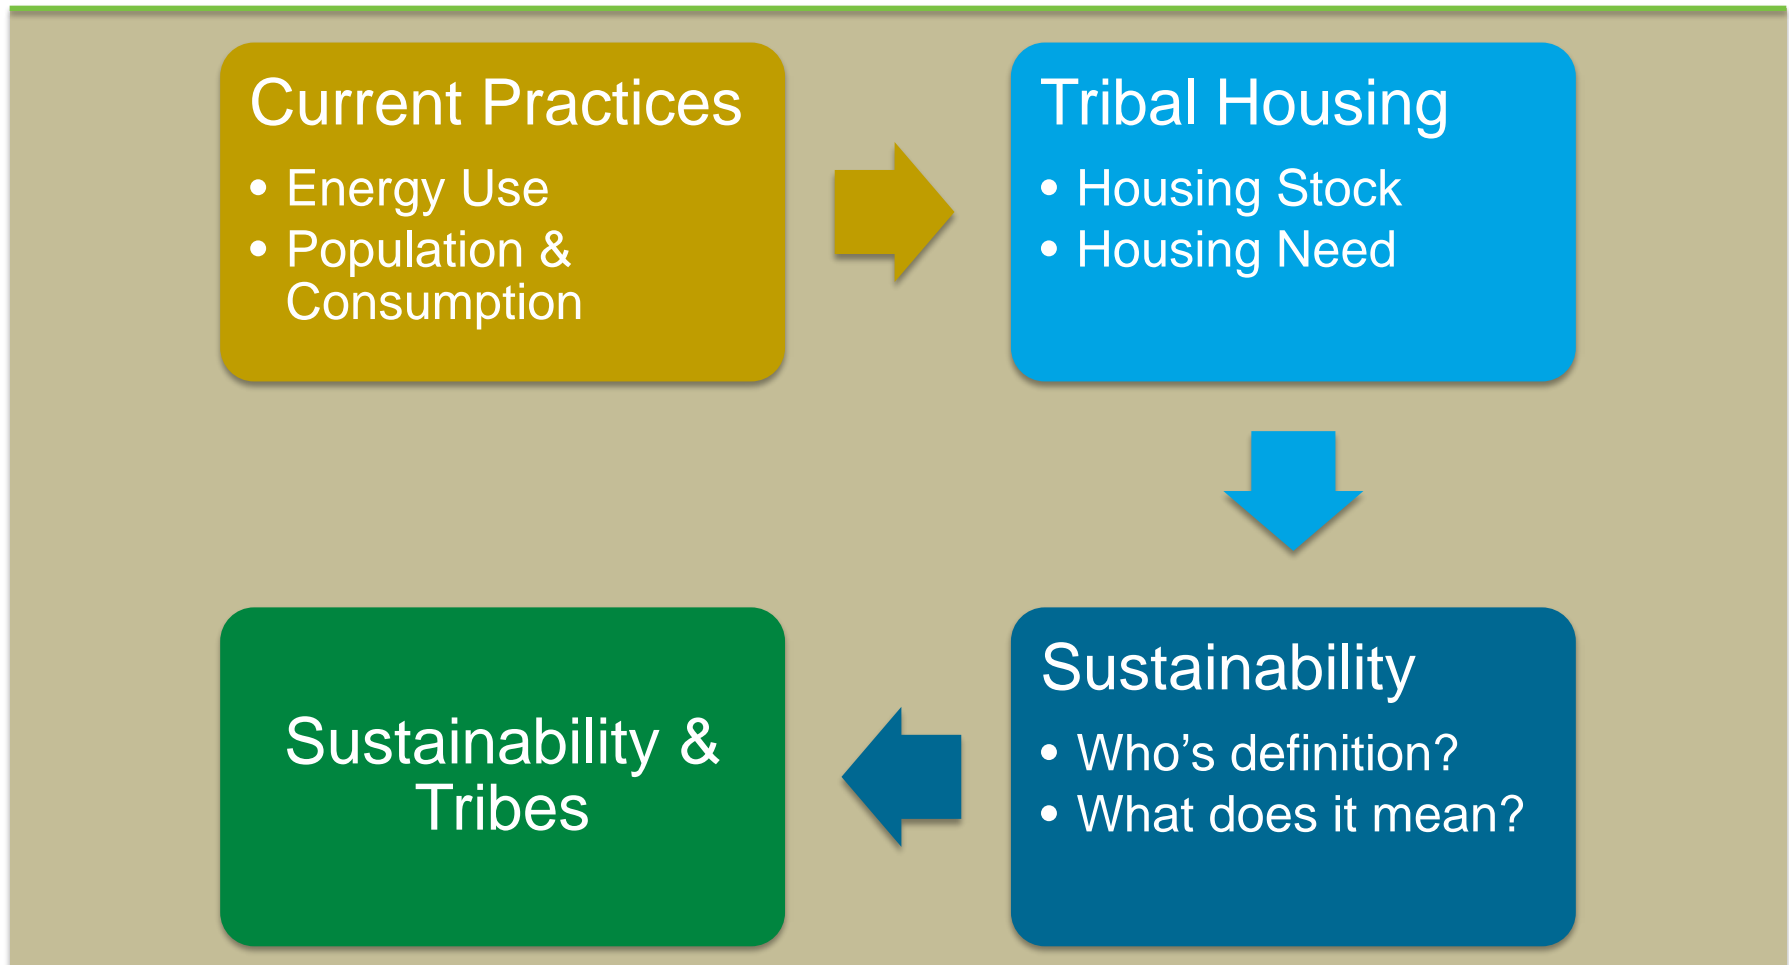 Current Practices
• Energy Use
• Population &
Consumption
Tribal Housing
• Housing Stock
• Housing Need
Sustainability
• Who’s definition?
• What does it mean?
Sustainability &
Tribes